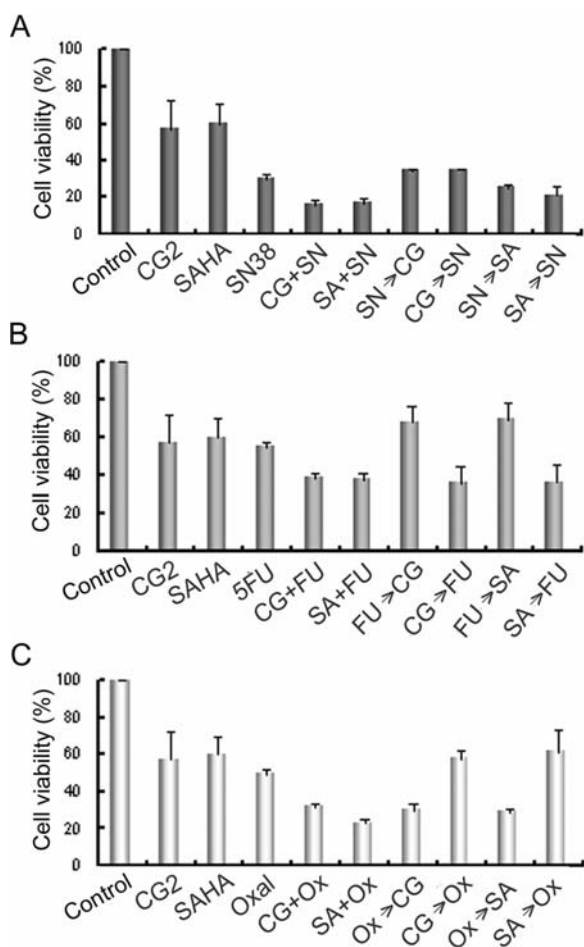 A
Cell viability (%)
100
80
60
40
20
0
Control
CG2
SAHA
SN38
CG+SN
SA+SN
SN→CG
CG→SN
SN→SA
SA→SN
B
Cell viability (%)
100
80
60
40
20
0
Control
CG2
SAHA
5FU
CG+FU
SA+FU
FU→CG
CG→FU
FU→SA
SA→FU
C
Cell viability (%)
100
80
60
40
20
0
Control
CG2
SAHA
Oxal
CG+Ox
SA+Ox
Ox→CG
CG→Ox
Ox→SA
SA→Ox